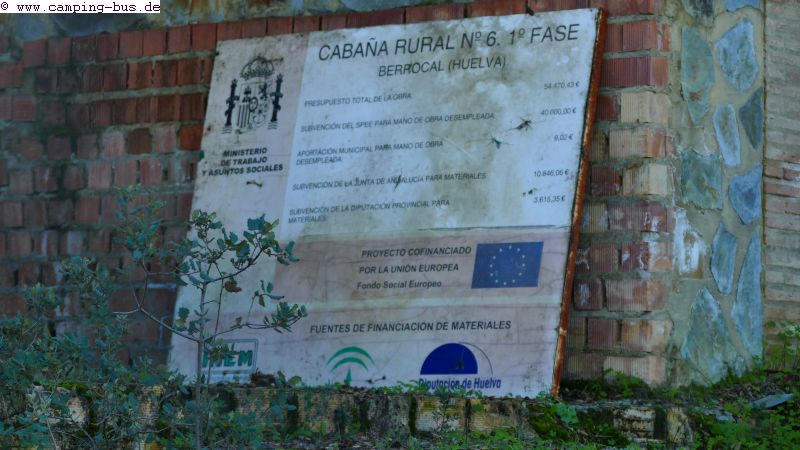 © www.camping-bus.de
CABAÑA RURAL Nº 6. 1º FASE
BERROCAL (HUELVA)
MINISTERIO
DE TRABAJO
Y ASUNTOS SOCIALES
PRESUPUESTO TOTAL DE LA OBRA: 54.470,43 €
SUBVENCIÓN DEL SPEE PARA MANO DE OBRA DESEMPLEADA: 40.000,00 €
APORTACIÓN MUNICIPAL PARA MANO DE OBRA 9,02 €
DESEMPLEADA:
SUBVENCIÓN DE LA JUNTA DE ANDALUCÍA PARA MATERIALES: 10.846,06 €
SUBVENCIÓN DE LA DIPUTACIÓN PROVINCIAL PARA 3.615,35 €
MATERIALES:
PROYECTO COFINANCIADO
POR LA UNIÓN EUROPEA
Fondo Social Europeo
FUENTES DE FINANCIACIÓN DE MATERIALES
Diputacion de Huelva